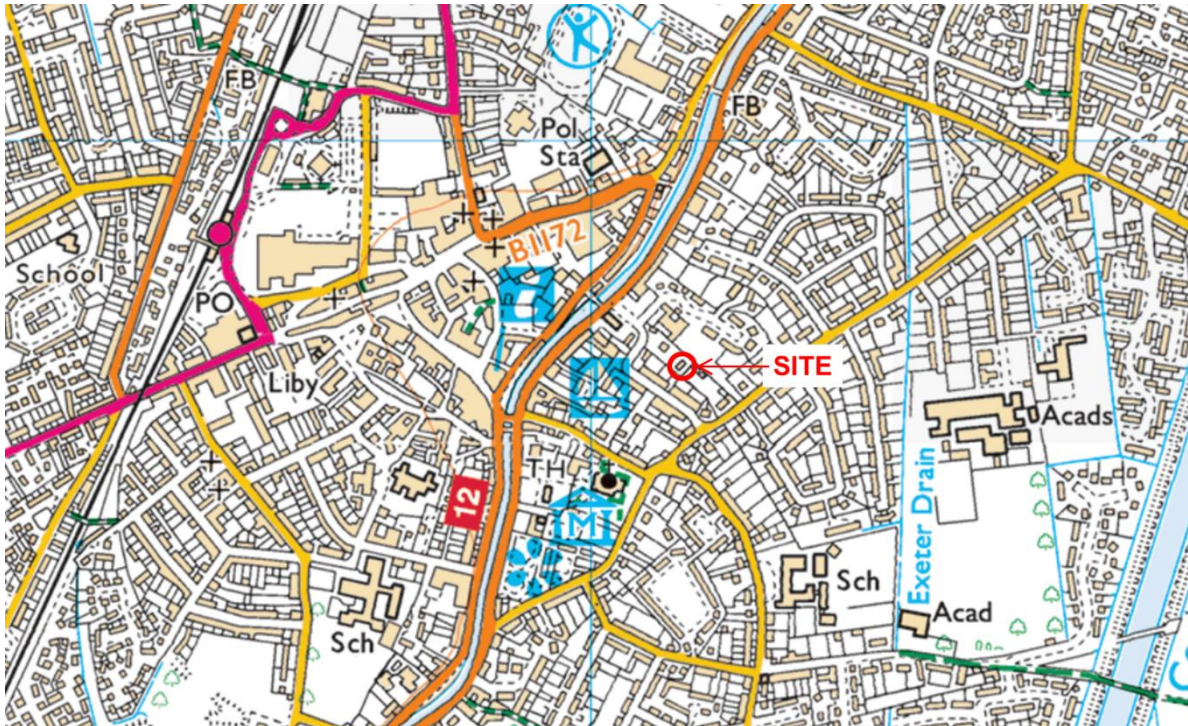 FB
FB
Pol
Sta
B1172
School
PO
SITE
Liby
Acads
TH
12
M
Exeter Drain
Sch
Acad
Sch